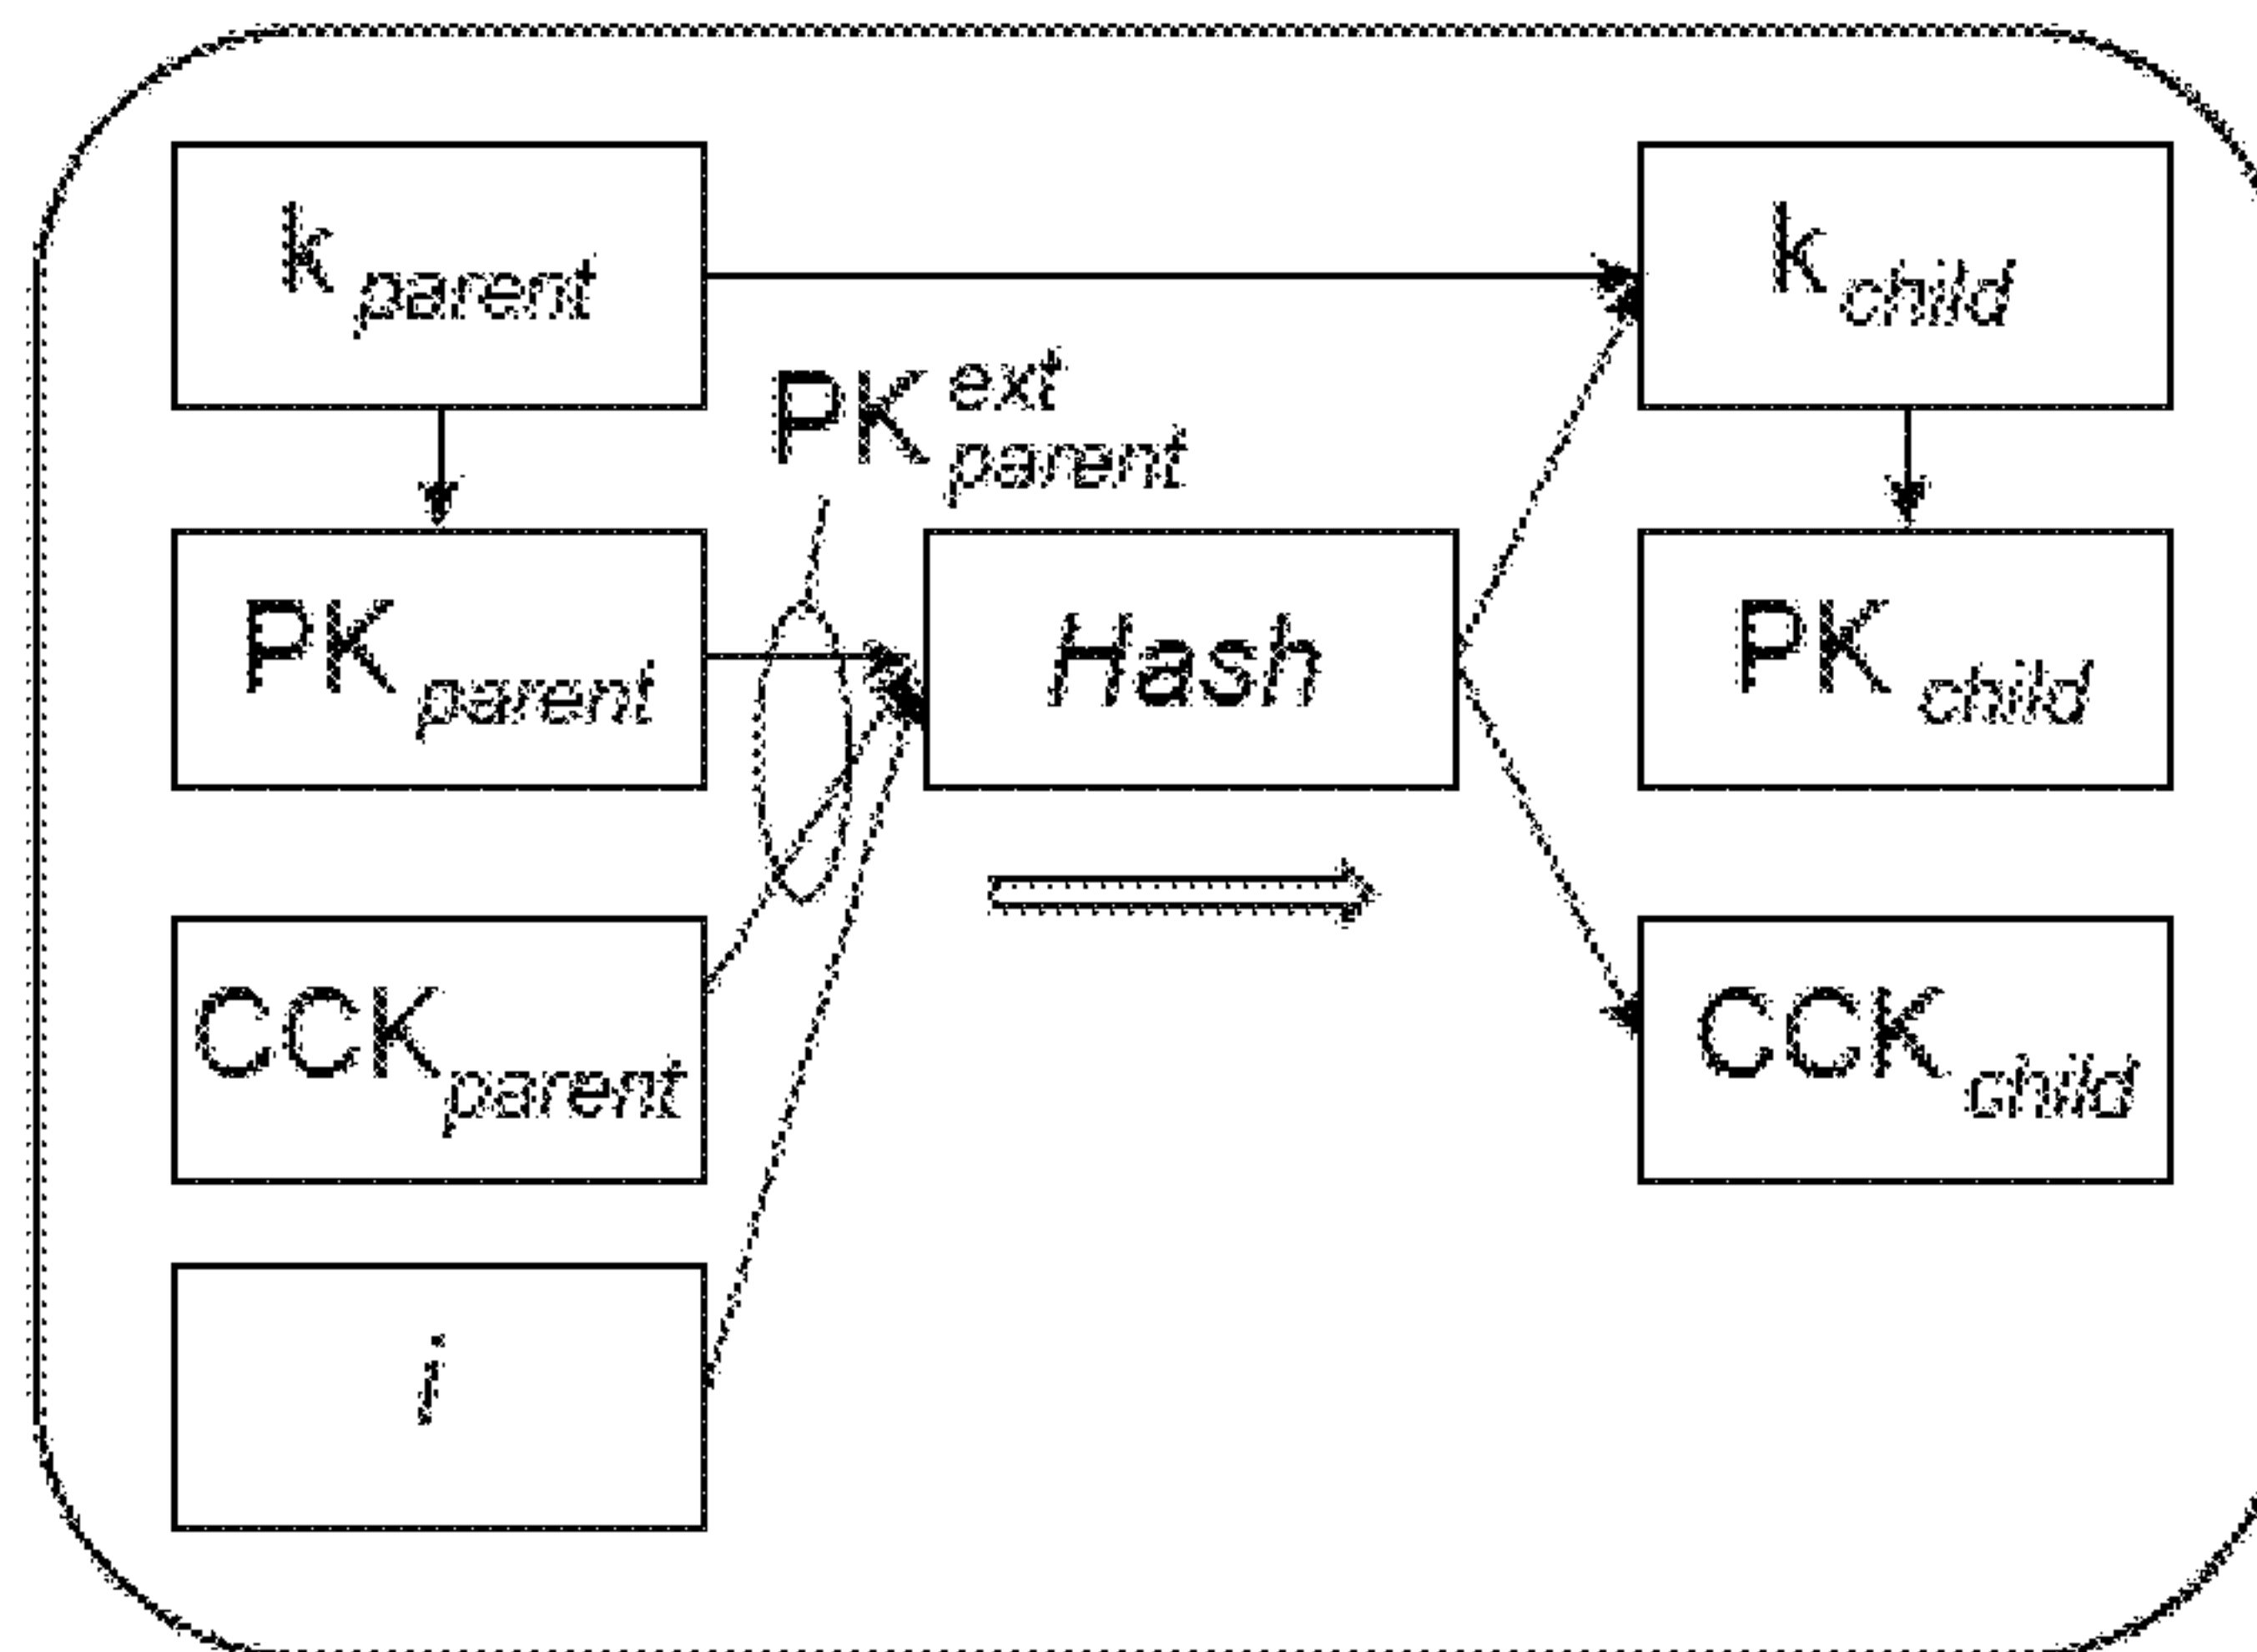 k parent
k child
PK ext parent
PK parent
Hash
PK child
CCK parent
CCK child
i